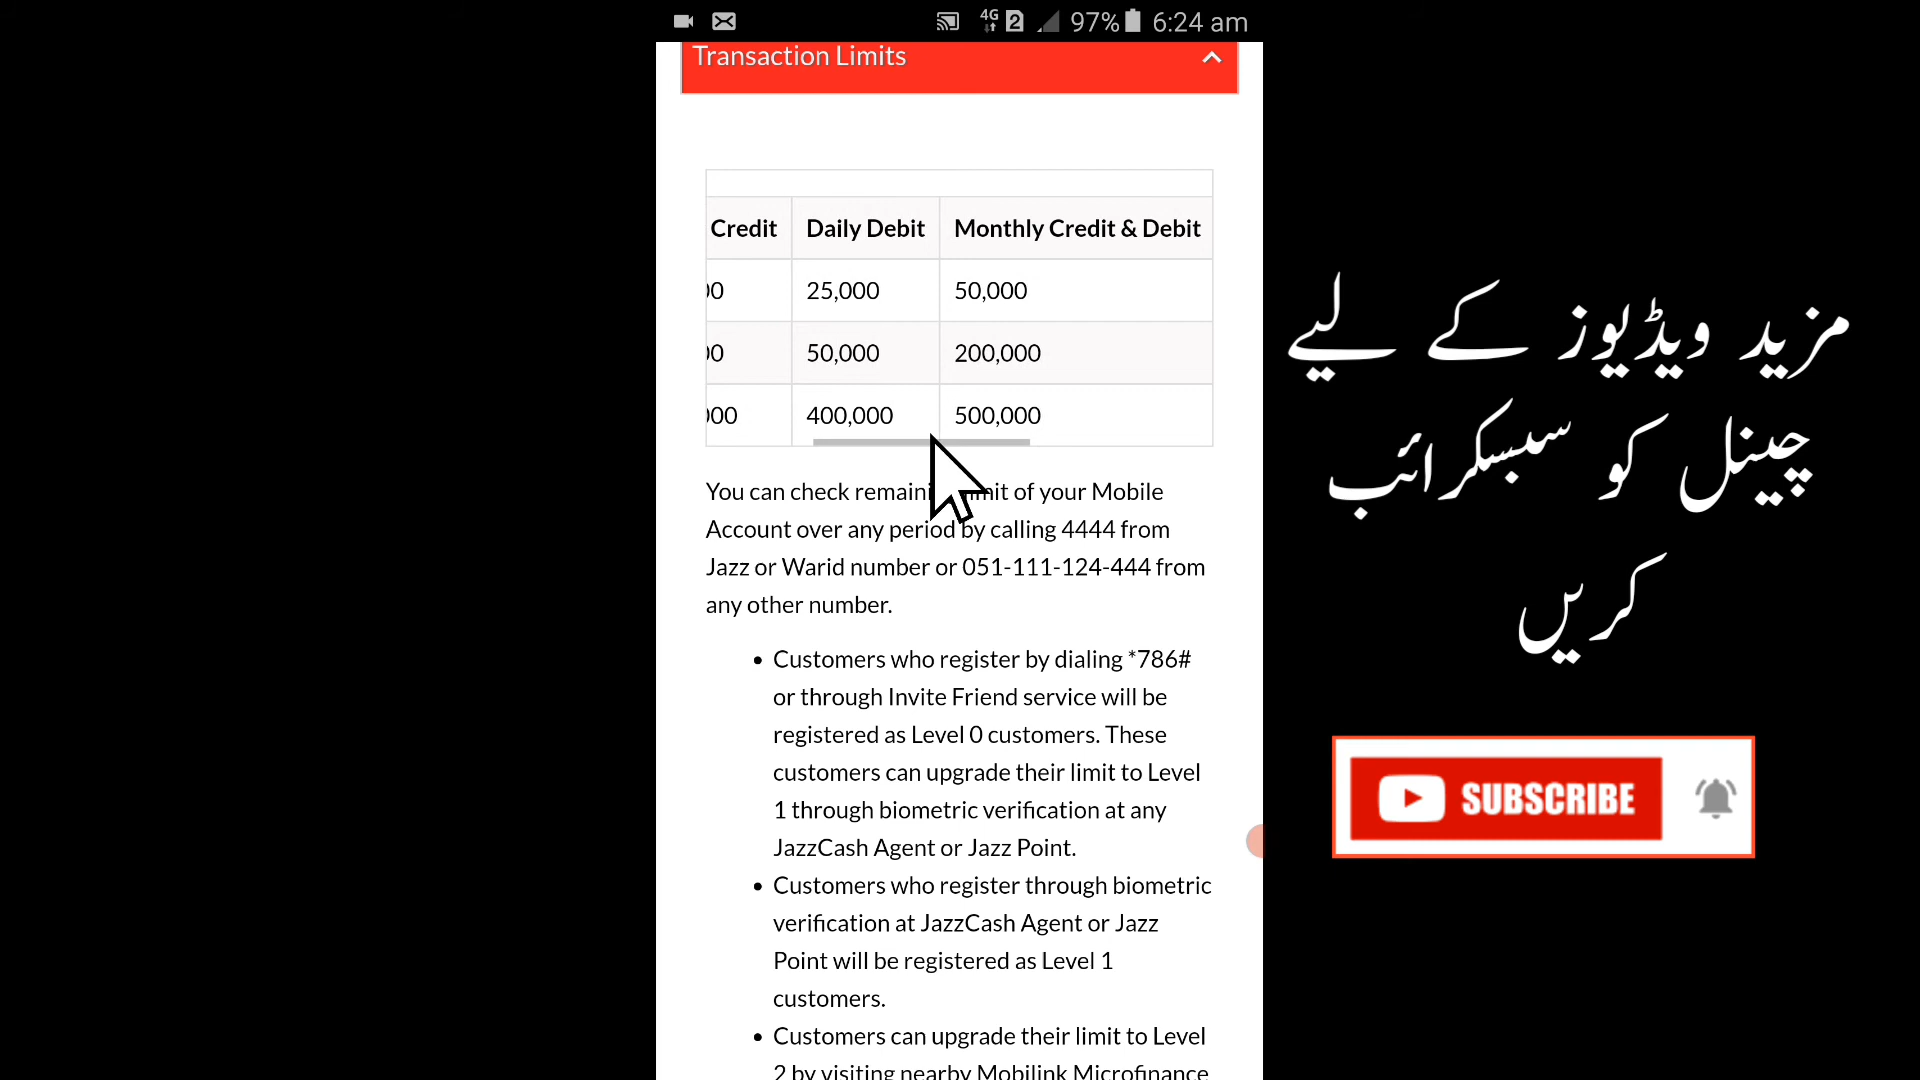 97% 6:24 am
Transaction Limits
Credit Daily Debit Monthly Credit & Debit
25,000 50,000
50,000 200,000
400,000 500,000
You can check of your Mobile
Account over any period by calling 4444 from
Jazz or Warid number or 051-111-124-444 from
any other number.
• Customers who register by dialing *786#
or through Invite Friend service will be
registered as Level 0 customers. These
customers can upgrade their limit to Level
1 through biometric verification at any
JazzCash Agent or Jazz Point.
• Customers who register through biometric
verification at JazzCash Agent or Jazz
Point will be registered as Level 1
customers.
• Customers can upgrade their limit to Level
2 by visiting nearby Mobilink Microfinance
مزید ویڈیوز کے لیے
چینل کو سبسکرائب
کریں
SUBSCRIBE